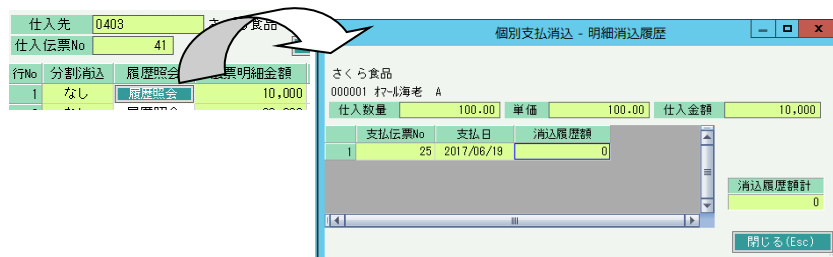 仕入先 0403 さくら食品
仕入伝票No 41
行No 分割消込 履歴照会 伝票明細金額
1 なし 履歴照会 10,000
個別支払消込 - 明細消込履歴
さくら食品
000001 オマール海老 A
仕入数量 100.00 単価 100.00 仕入金額 10,000
支払伝票No 支払日 消込履歴額
1 25 2017/06/19 0
消込履歴額計
0
閉じる(Esc)